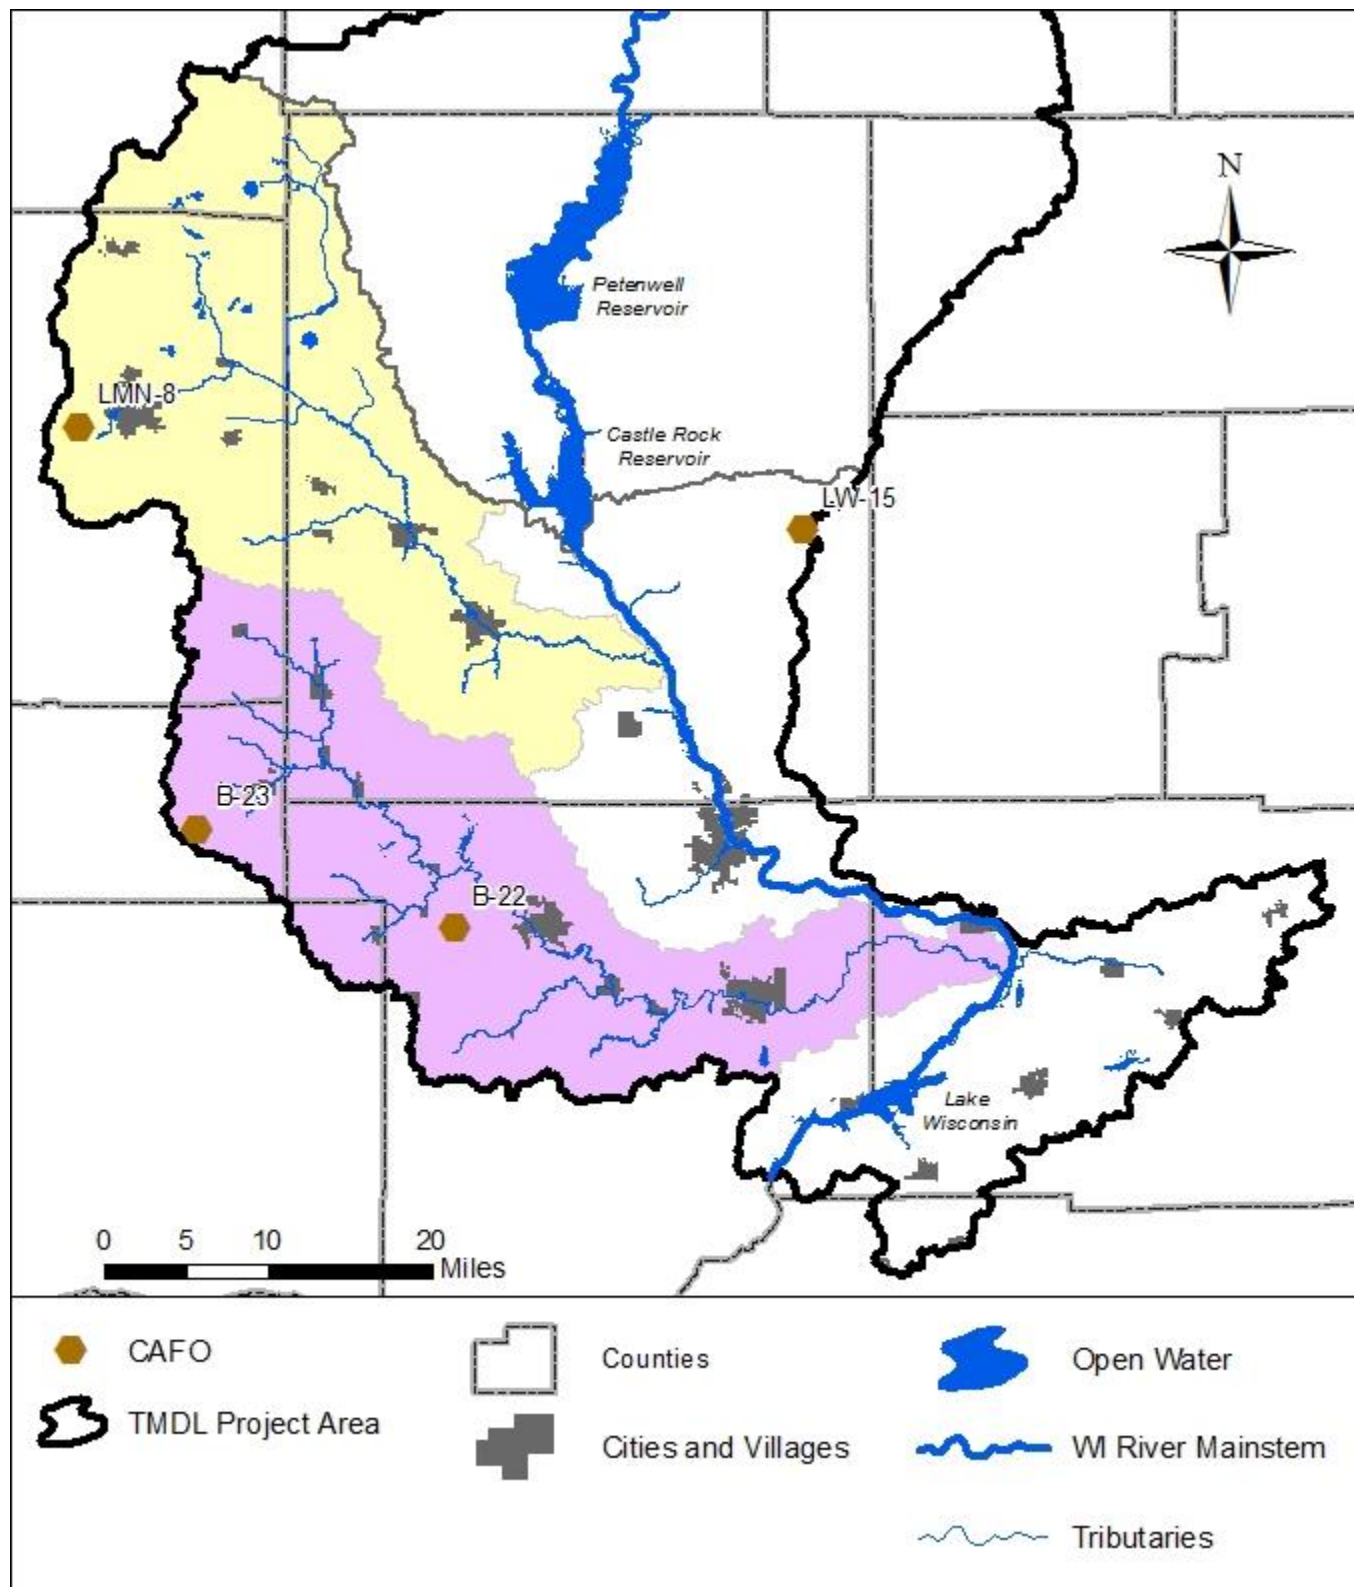 N
Petenwell
Reservoir
LMN-8
Castle Rock
Reservoir
LW-15
B-23
B-22
Lake
Wisconsin
0 5 10 20
Miles
CAFO
Counties
Open Water
TMDL Project Area
Cities and Villages
WI River Mainstem
Tributaries